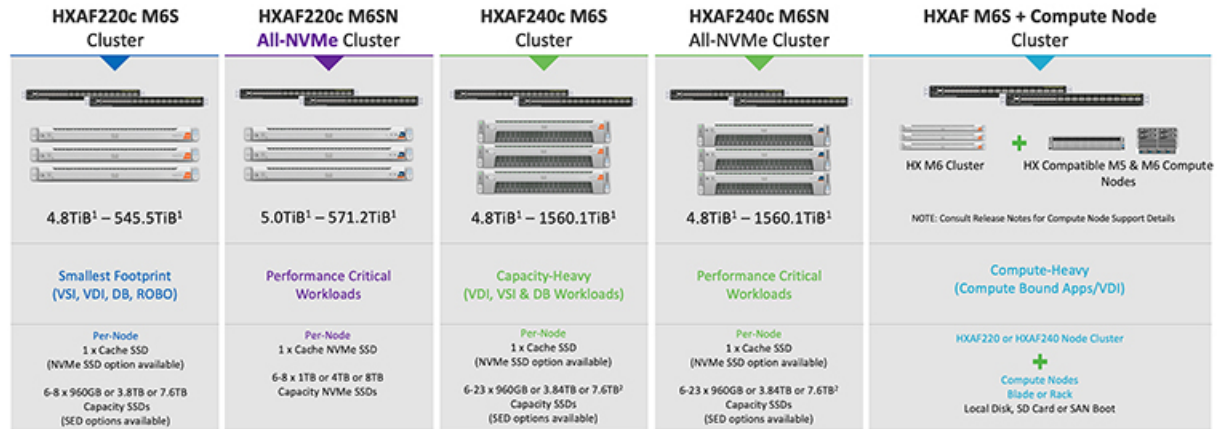 HXAF220c M6S
Cluster
4.8TiB¹ – 545.5TiB¹
Smallest Footprint
(VSI, VDI, DB, ROBO)
Per-Node
1 x Cache SSD
(NVMe SSD option available)
6-8 x 960GB or 3.8TB or 7.6TB
Capacity SSDs
(SED options available)
HXAF220c M6SN
All-NVMe Cluster
5.0TiB¹ – 571.2TiB¹
Performance Critical
Workloads
Per-Node
1 x Cache NVMe SSD
6-8 x 1TB or 4TB or 8TB
Capacity NVMe SSDs
HXAF240c M6S
Cluster
4.8TiB¹ – 1560.1TiB¹
Capacity-Heavy
(VDI, VSI & DB Workloads)
Per-Node
1 x Cache SSD
(NVMe SSD option available)
6-23 x 960GB or 3.84TB or 7.6TB²
Capacity SSDs
(SED options available)
HXAF240c M6SN
All-NVMe Cluster
4.8TiB¹ – 1560.1TiB¹
Performance Critical
Workloads
Per-Node
1 x Cache SSD
(NVMe SSD option available)
6-23 x 960GB or 3.84TB or 7.6TB²
Capacity SSDs
(SED options available)
HXAF M6S + Compute Node
Cluster
HX M6 Cluster
+
HX Compatible M5 & M6 Compute
Nodes
NOTE: Consult Release Notes for Compute Node Support Details
Compute-Heavy
(Compute Bound Apps/VDI)
HXAF220 or HXAF240 Node Cluster
+
Compute Nodes
Blade or Rack
Local Disk, SD Card or SAN Boot